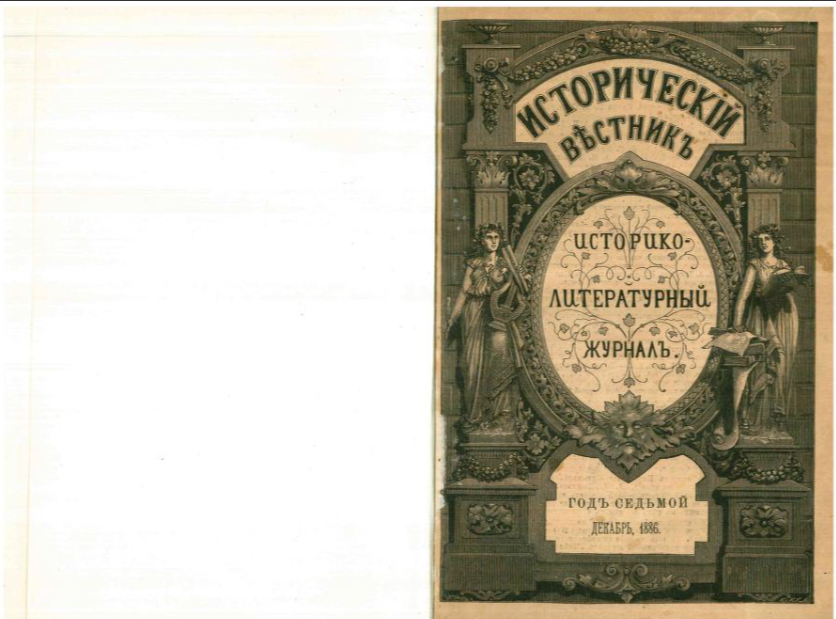 ИСТОРИЧЕСКІЙ
ВѢСТНИКЪ
ИСТОРИКО-
ЛИТЕРАТУРНЫЙ
ЖУРНАЛЪ.
ГОДЪ СЕДЬМОЙ
ДЕКАБРЬ, 1886.